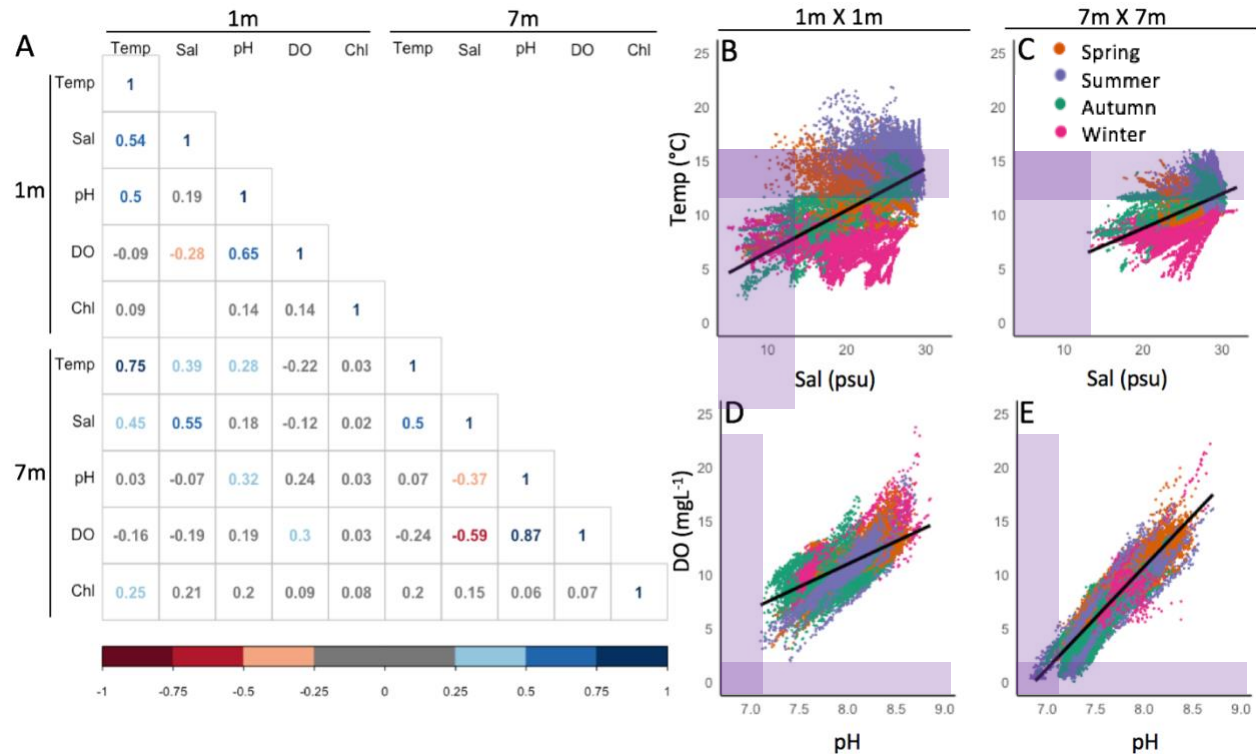 1m 7m 1m X 1m 7m X 7m
A Temp Sal pH DO Chl Temp Sal pH DO Chl
Temp 1
Sal 0.54 1
pH 0.5 0.19 1
DO -0.09 -0.28 0.65 1
Chl 0.09 0.14 0.14 1
1m
Temp 0.75 0.39 0.28 -0.22 0.03 1
Sal 0.45 0.55 0.18 -0.12 0.02 0.5 1
pH 0.03 -0.07 0.32 0.24 0.03 0.07 -0.37 1
DO -0.16 -0.19 0.19 0.3 0.03 -0.24 -0.59 0.87 1
Chl 0.25 0.21 0.2 0.09 0.08 0.2 0.15 0.06 0.07 1
7m
-1 -0.75 -0.5 -0.25 0 0.25 0.5 0.75 1
B
Temp (°C)
25
20
15
10
5
0
10 20 30
Sal (psu)
C
Spring
Summer
Autumn
Winter
25
20
15
10
5
0
10 20 30
Sal (psu)
D
DO (mgL-1)
25
20
15
10
5
0
7.0 7.5 8.0 8.5 9.0
pH
E
25
20
15
10
5
0
7.0 7.5 8.0 8.5 9.0
pH